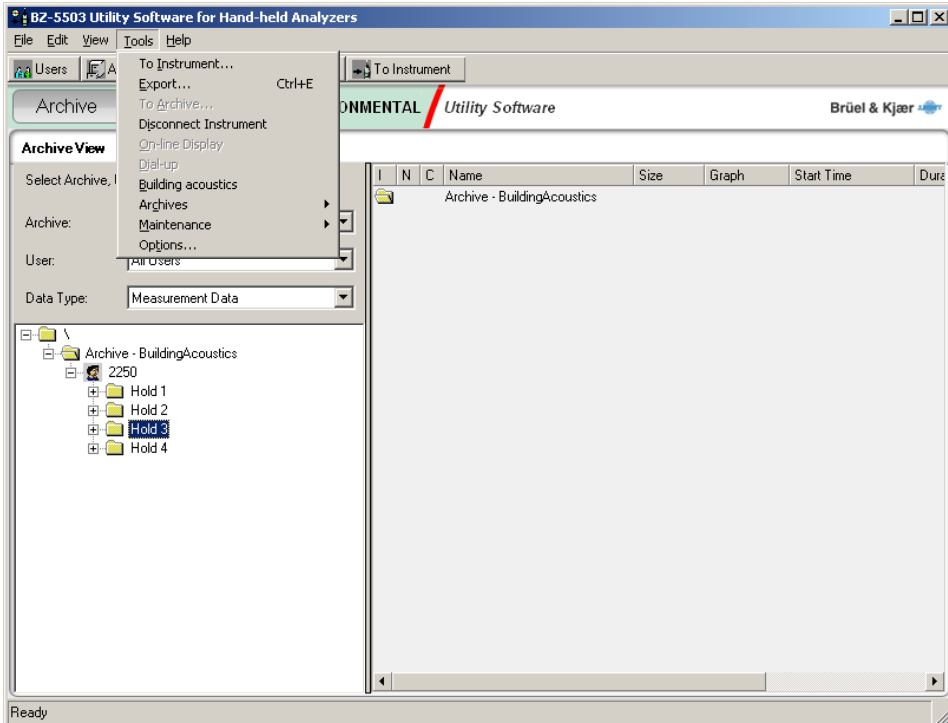 BZ-5503 Utility Software for Hand-held Analyzers
File Edit View Tools Help
Users To Instrument
To Instrument...
Export... Ctrl+E
To Archive...
Disconnect Instrument
On-line Display
Dial-up
Building acoustics
Archives
Maintenance
Options...
Archive Utility Software Brüel & Kjær
Archive View
Select Archive,
Archive:
User: All Users
Data Type: Measurement Data
\
Archive - BuildingAcoustics
2250
Hold 1
Hold 2
Hold 3
Hold 4
I N C Name Size Graph Start Time Dura
Archive - BuildingAcoustics
Ready